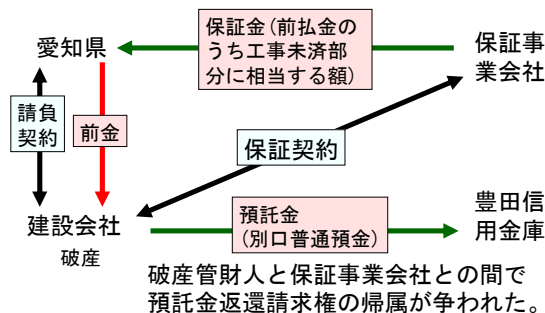 愛知県
保証金(前払金の
うち工事未済部
分に相当する額)
保証事
業会社
請負
契約
前金
保証契約
建設会社
破産
預託金
(別口普通預金)
豊田信
用金庫
破産管財人と保証事業会社との間で
預託金返還請求権の帰属が争われた。